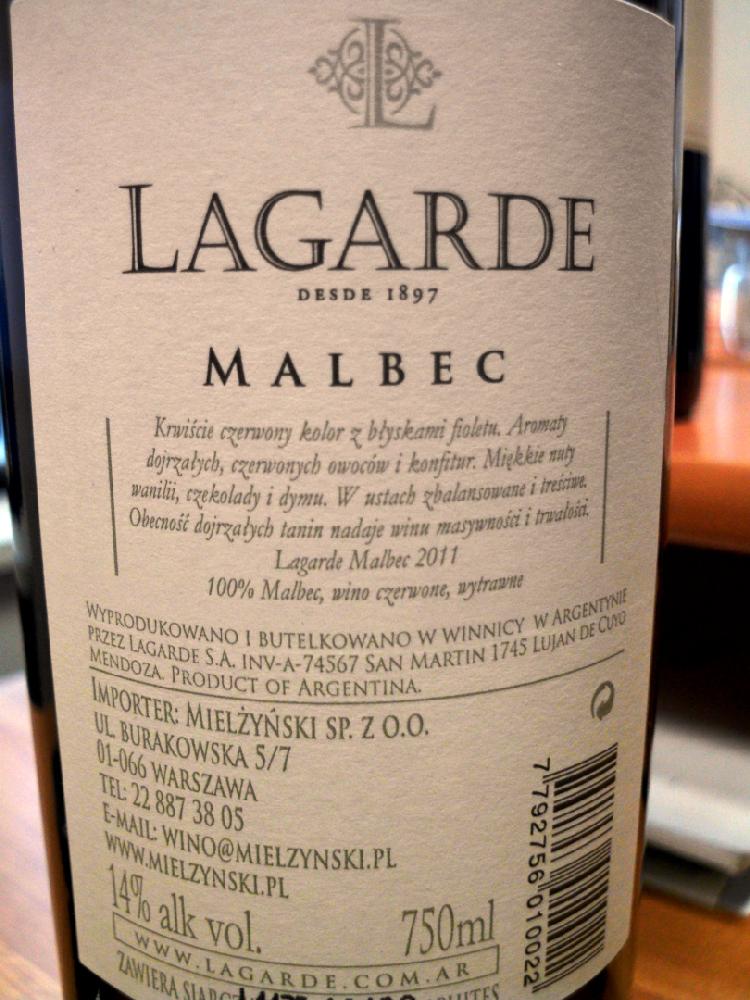 L
LAGARDE
DESDE 1897
MALBEC
Krwiście czerwony kolor z błyskami fioletu. Aromaty
dojrzałych, czerwonych owoców i konfitur. Miękkie nuty
wanilii, czekolady i dymu. W ustach zbalansowane i treściwe.
Obecność dojrzałych tanin nadaje winu masywności i trwałości.
Lagarde Malbec 2011
100% Malbec, wino czerwone, wytrawne
WYPRODUKOWANO I BUTELKOWANO W WINNICY W ARGENTYNIE
PRZEZ LAGARDE S.A. INV-A-74567 SAN MARTIN 1745 LUJAN DE CUYO
MENDOZA. PRODUCT OF ARGENTINA.
IMPORTER: MIELŻYŃSKI SP. Z O.O.
UL. BURAKOWSKA 5/7
01-066 WARSZAWA
TEL: 22 887 38 05
E-MAIL: WINO@MIELZYNSKI.PL
WWW.MIELZYNSKI.PL
14% alk vol.
750ml
WWW.LAGARDE.COM.AR
ZAWIERA
7 792756 010022